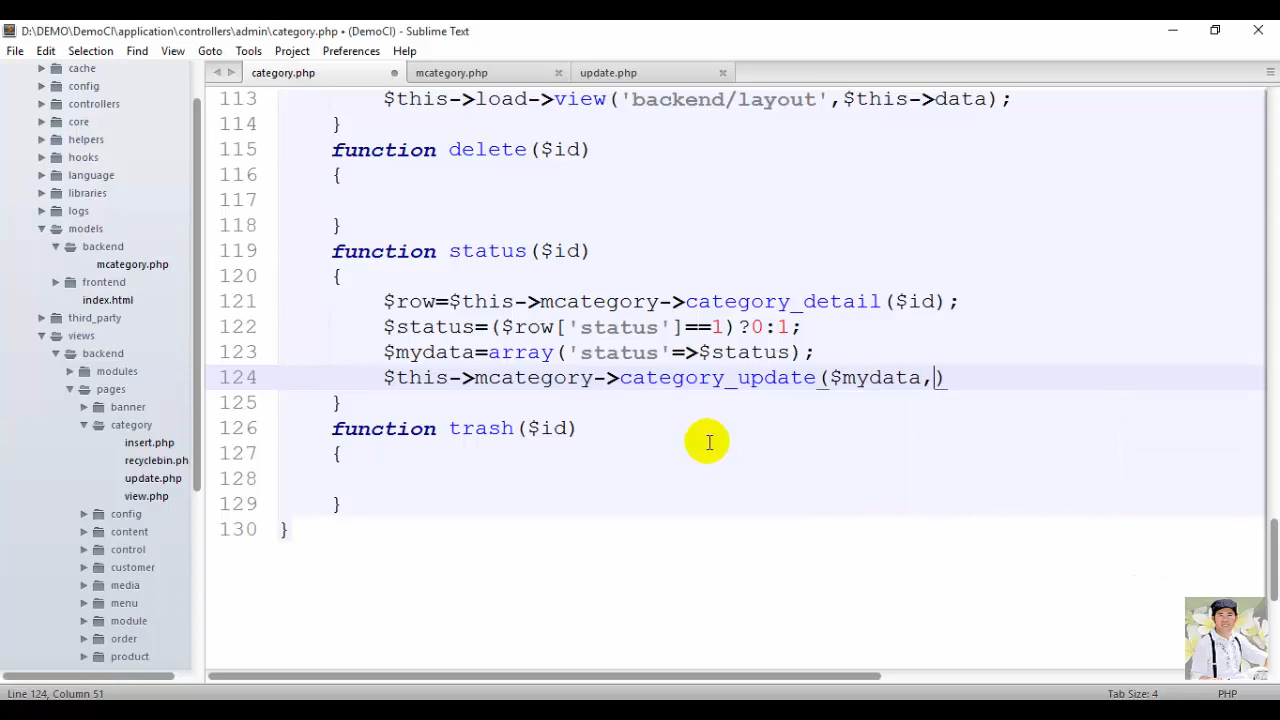 D:\DEMO\DemoCI\application\controllers\admin\category.php • (DemoCI) - Sublime Text
File Edit Selection Find View Goto Tools Project Preferences Help
category.php mcategory.php update.php
cache
config
controllers
core
helpers
hooks
language
libraries
logs
models
backend
mcategory.php
frontend
index.html
third_party
views
backend
modules
pages
banner
category
insert.php
recyclebin.ph
update.php
view.php
config
content
control
customer
media
menu
module
order
product
113 $this->load->view('backend/layout',$this->data);
114 }
115 function delete($id)
116 {
117
118 }
119 function status($id)
120 {
121 $row=$this->mcategory->category_detail($id);
122 $status=($row['status']==1)?0:1;
123 $mydata=array('status'=>$status);
124 $this->mcategory->category_update($mydata,)
125 }
126 function trash($id)
127 {
128
129 }
130 }
Line 124, Column 51 Tab Size: 4 PHP